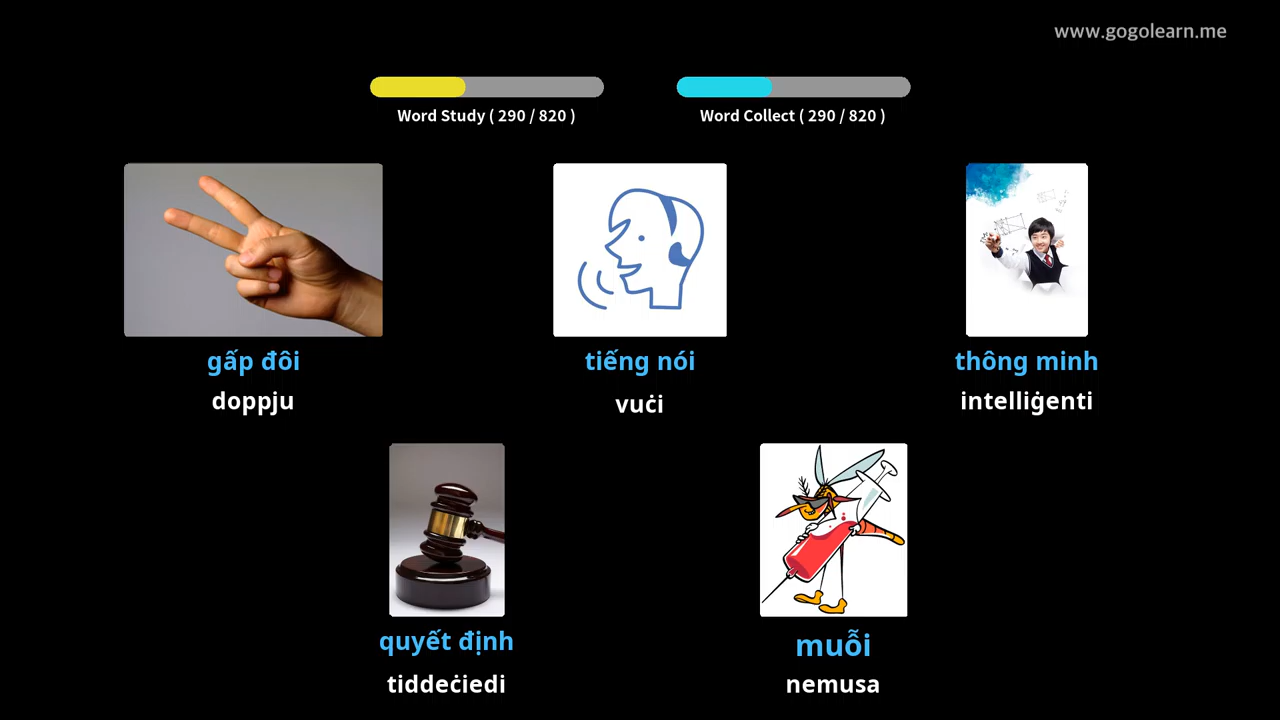 www.gogolearn.me
Word Study ( 290 / 820 )
Word Collect ( 290 / 820 )
gấp đôi
doppju
tiếng nói
vuċi
thông minh
intelliġenti
quyết định
tiddeċiedi
muỗi
nemusa